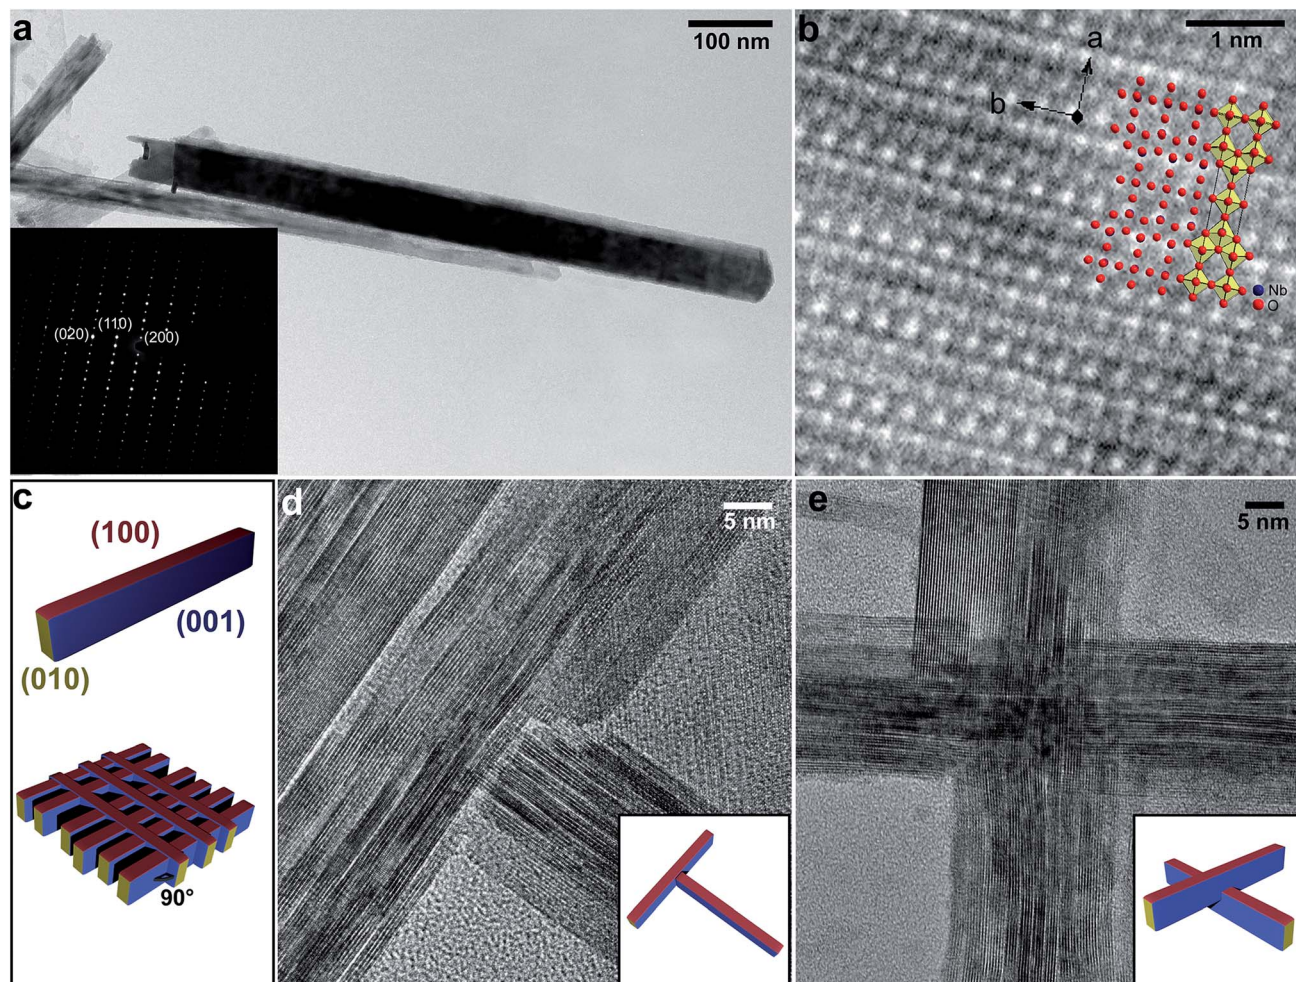 a
100 nm
(020)
(110)
(200)
b
1 nm
a
b
Nb
O
c
(100)
(001)
(010)
90°
d
5 nm
e
5 nm